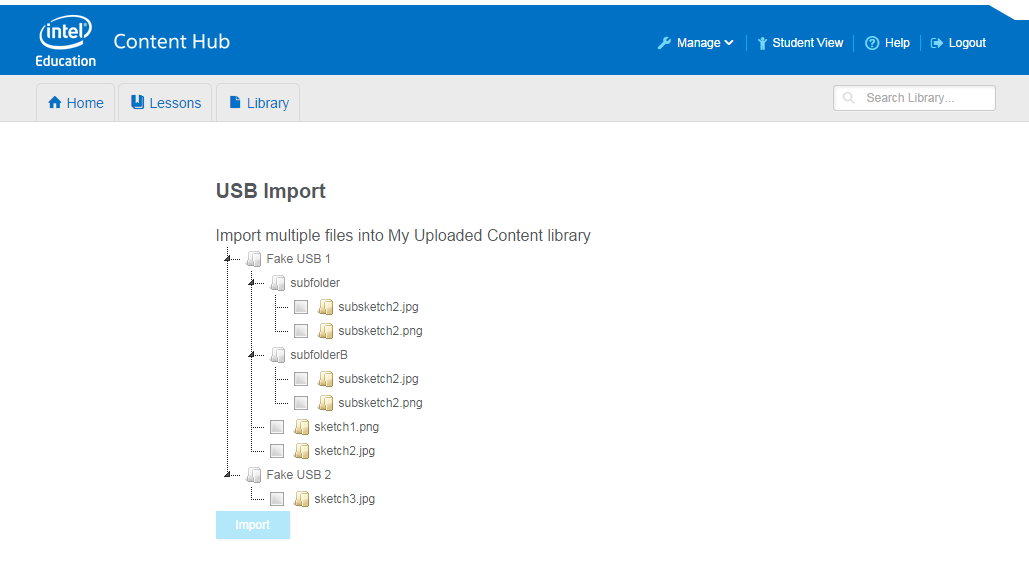 intel
Education
Content Hub
Manage
Student View
Help
Logout
Home
Lessons
Library
Search Library...
USB Import
Import multiple files into My Uploaded Content library
Fake USB 1
subfolder
subsketch2.jpg
subsketch2.png
subfolderB
subsketch2.jpg
subsketch2.png
sketch1.png
sketch2.jpg
Fake USB 2
sketch3.jpg
Import